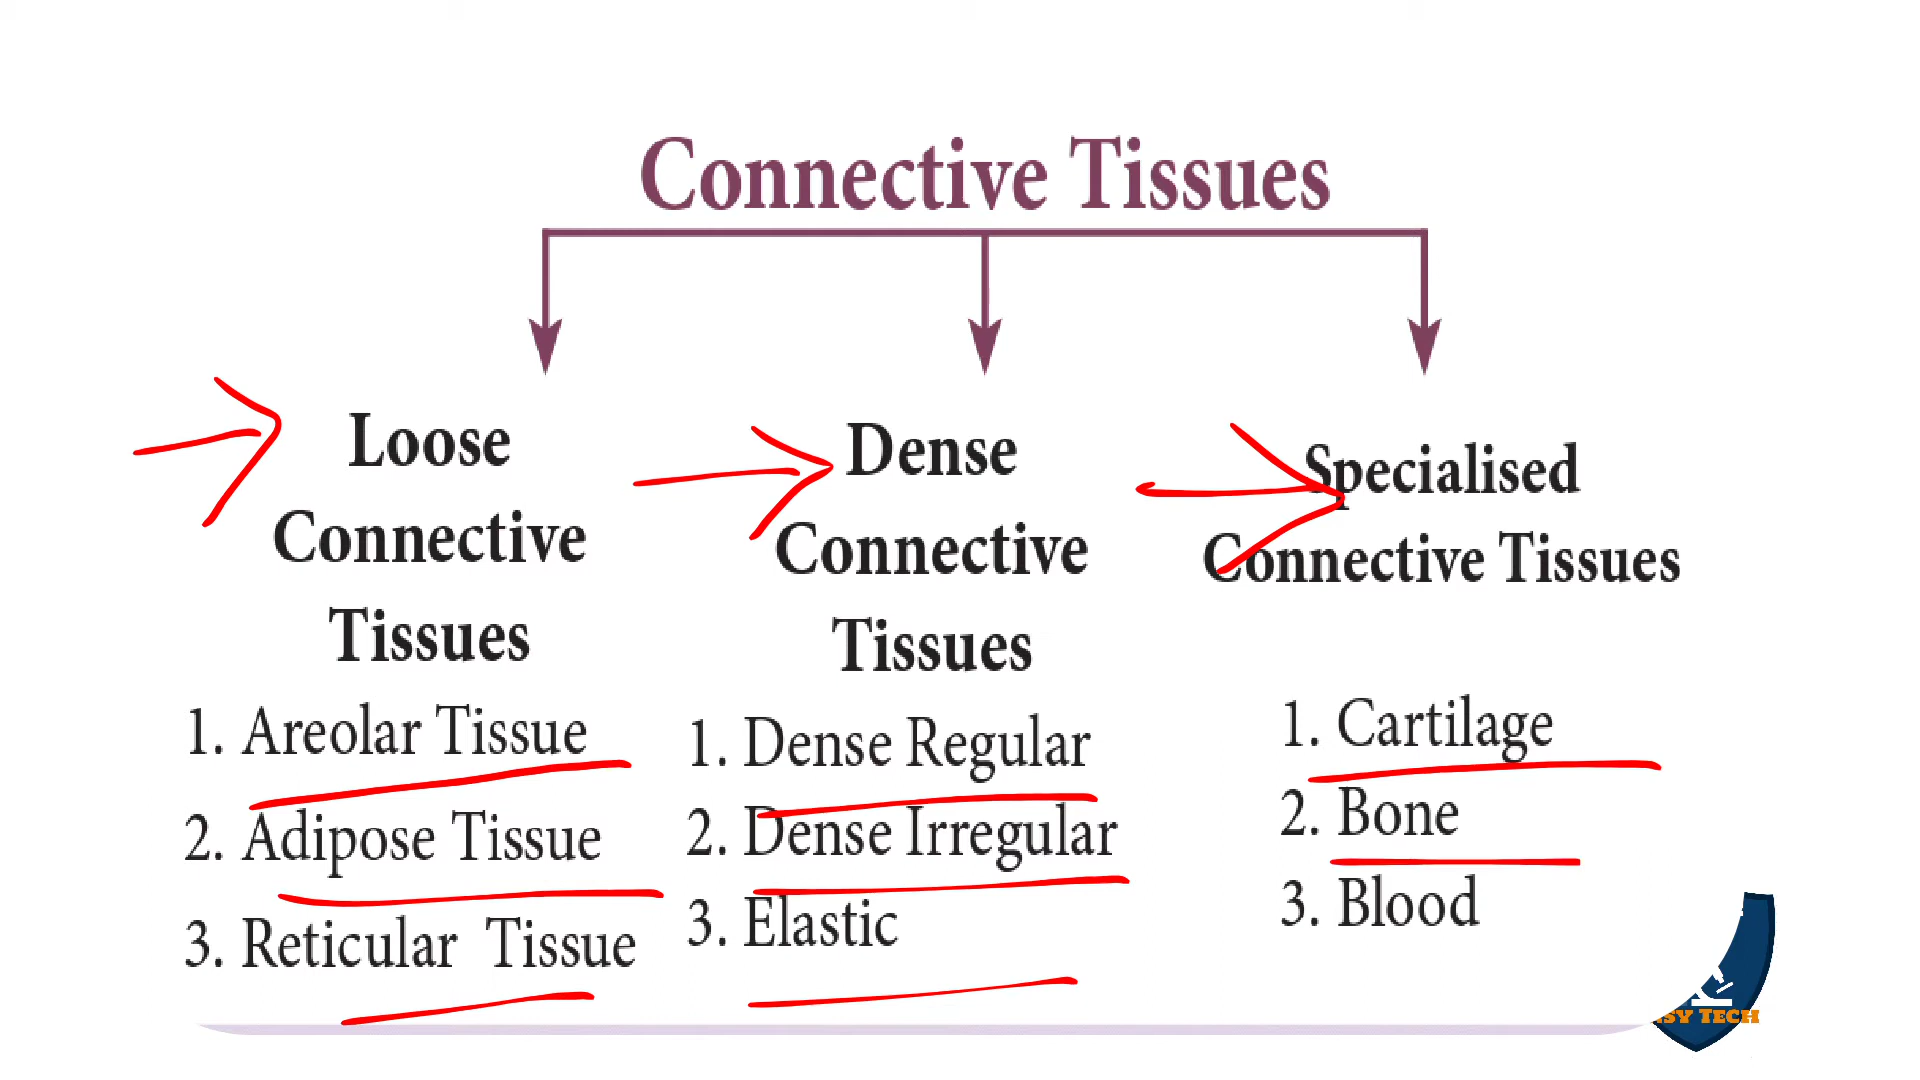 Connective Tissues
Loose
Connective
Tissues
1. Areolar Tissue
2. Adipose Tissue
3. Reticular Tissue
Dense
Connective
Tissues
1. Dense Regular
2. Dense Irregular
3. Elastic
Specialised
Connective Tissues
1. Cartilage
2. Bone
3. Blood
TECH